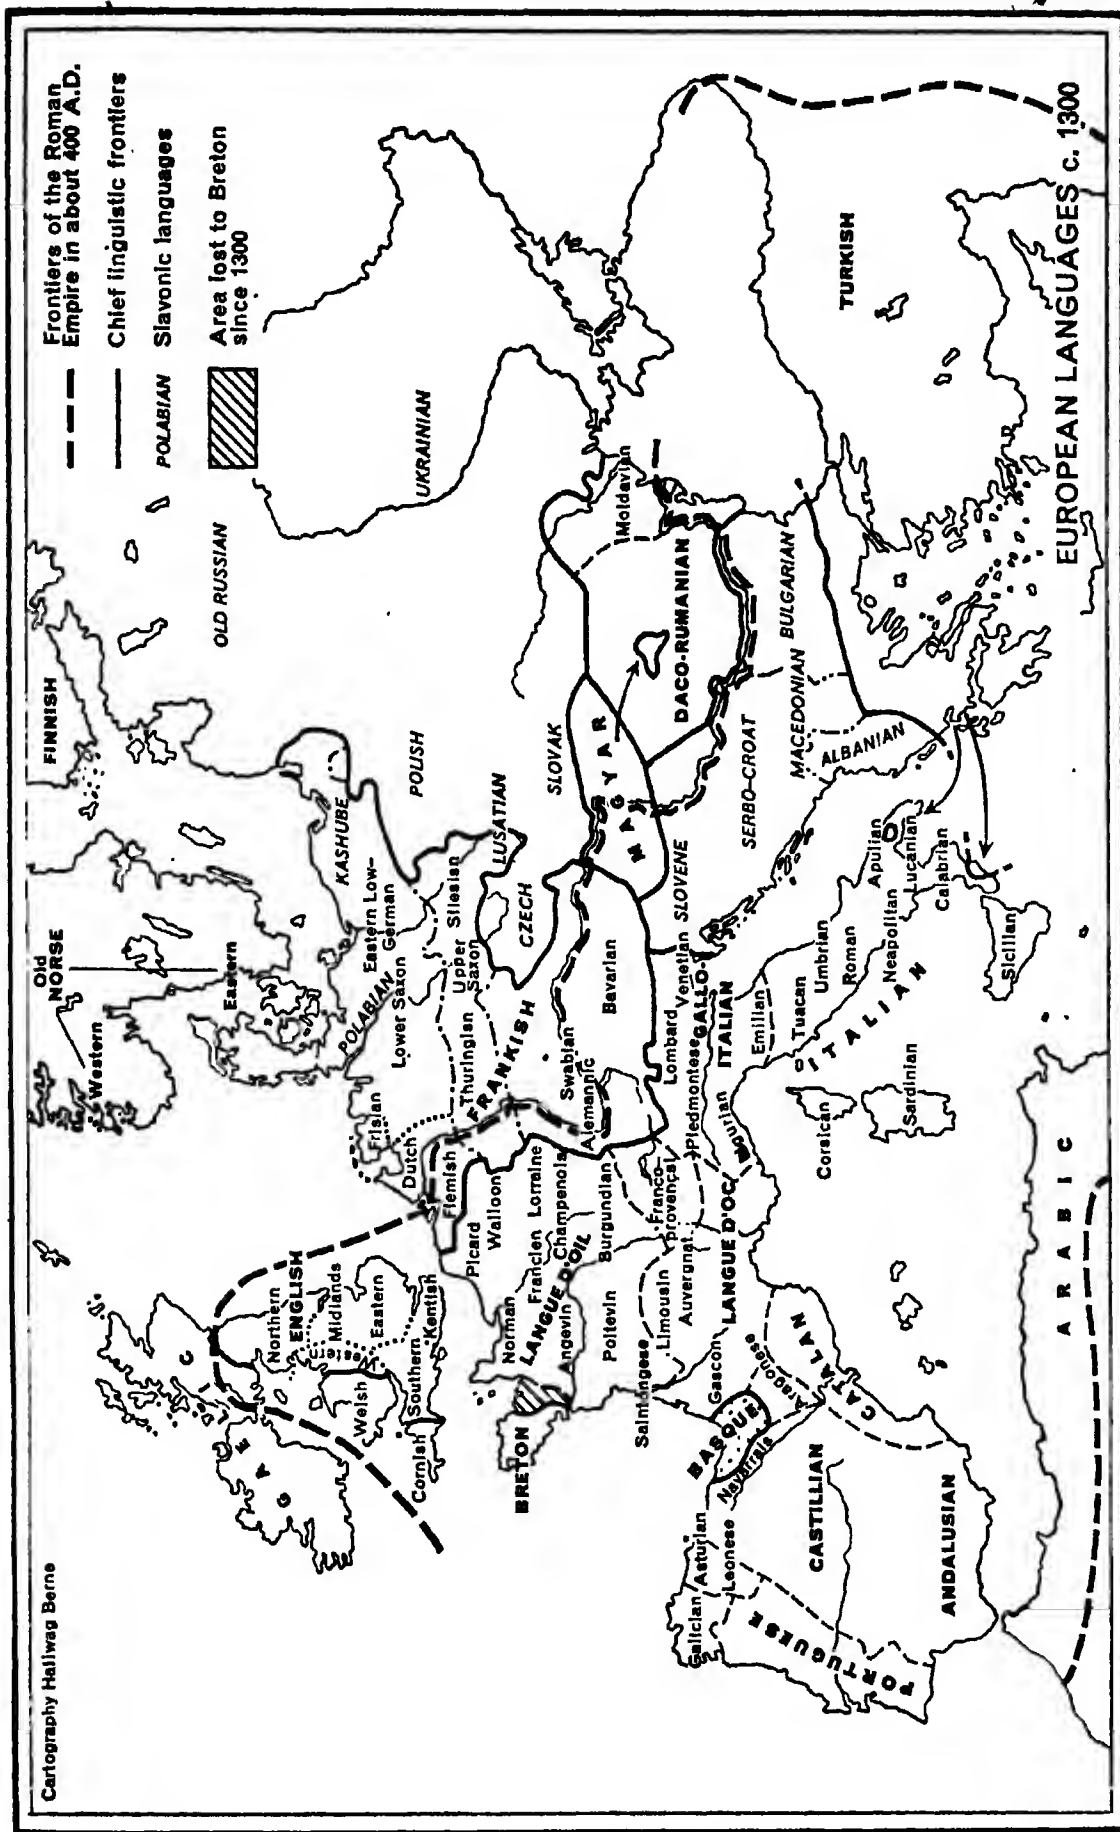 Cartography Hallwag Berne
Frontiers of the Roman
Empire in about 400 A.D.
Chief linguistic frontiers
POLABIAN Slavonic languages
Area lost to Breton
since 1300
Old
NORSE
Western
Eastern
FINNISH
OLD RUSSIAN
UKRAINIAN
GAELIC
Northern
ENGLISH
Midlands
Western
Eastern
Welsh
Southern
Kentish
Cornish
BRETON
Frisian
Dutch
Flemish
POLABIAN
Lower Saxon
Eastern Low-
German
KASHUBE
POLISH
Thuringian
Upper
Saxon
Silesian
LUSATIAN
FRANKISH
CZECH
SLOVAK
Swabian
Alemannic
Bavarian
Picard
Walloon
Norman
Francien
Lorraine
Champenois
LANGUE D'OIL
Angevin
Burgundian
Poitevin
Saintongese
Limousin
Auvergnat
Franco-
provençal
Gascon
LANGUE D'OC
MAGYAR
DACO-RUMANIAN
Moldavian
SLOVENE
SERBO-CROAT
MACEDONIAN
BULGARIAN
ALBANIAN
TURKISH
Lombard
Venetian
Piedmontese
GALLO-
ITALIAN
Ligurian
Emilian
Tuacan
Umbrian
Roman
ITALIAN
Neapolitan
Apulian
Lucanian
Calabrian
Sicilian
Corsican
Sardinian
BASQUE
Navarrais
Aragonese
CATALAN
Galician
Asturian
Leonese
CASTILLIAN
PORTUGUESE
ANDALUSIAN
ARABIC
EUROPEAN LANGUAGES c. 1300